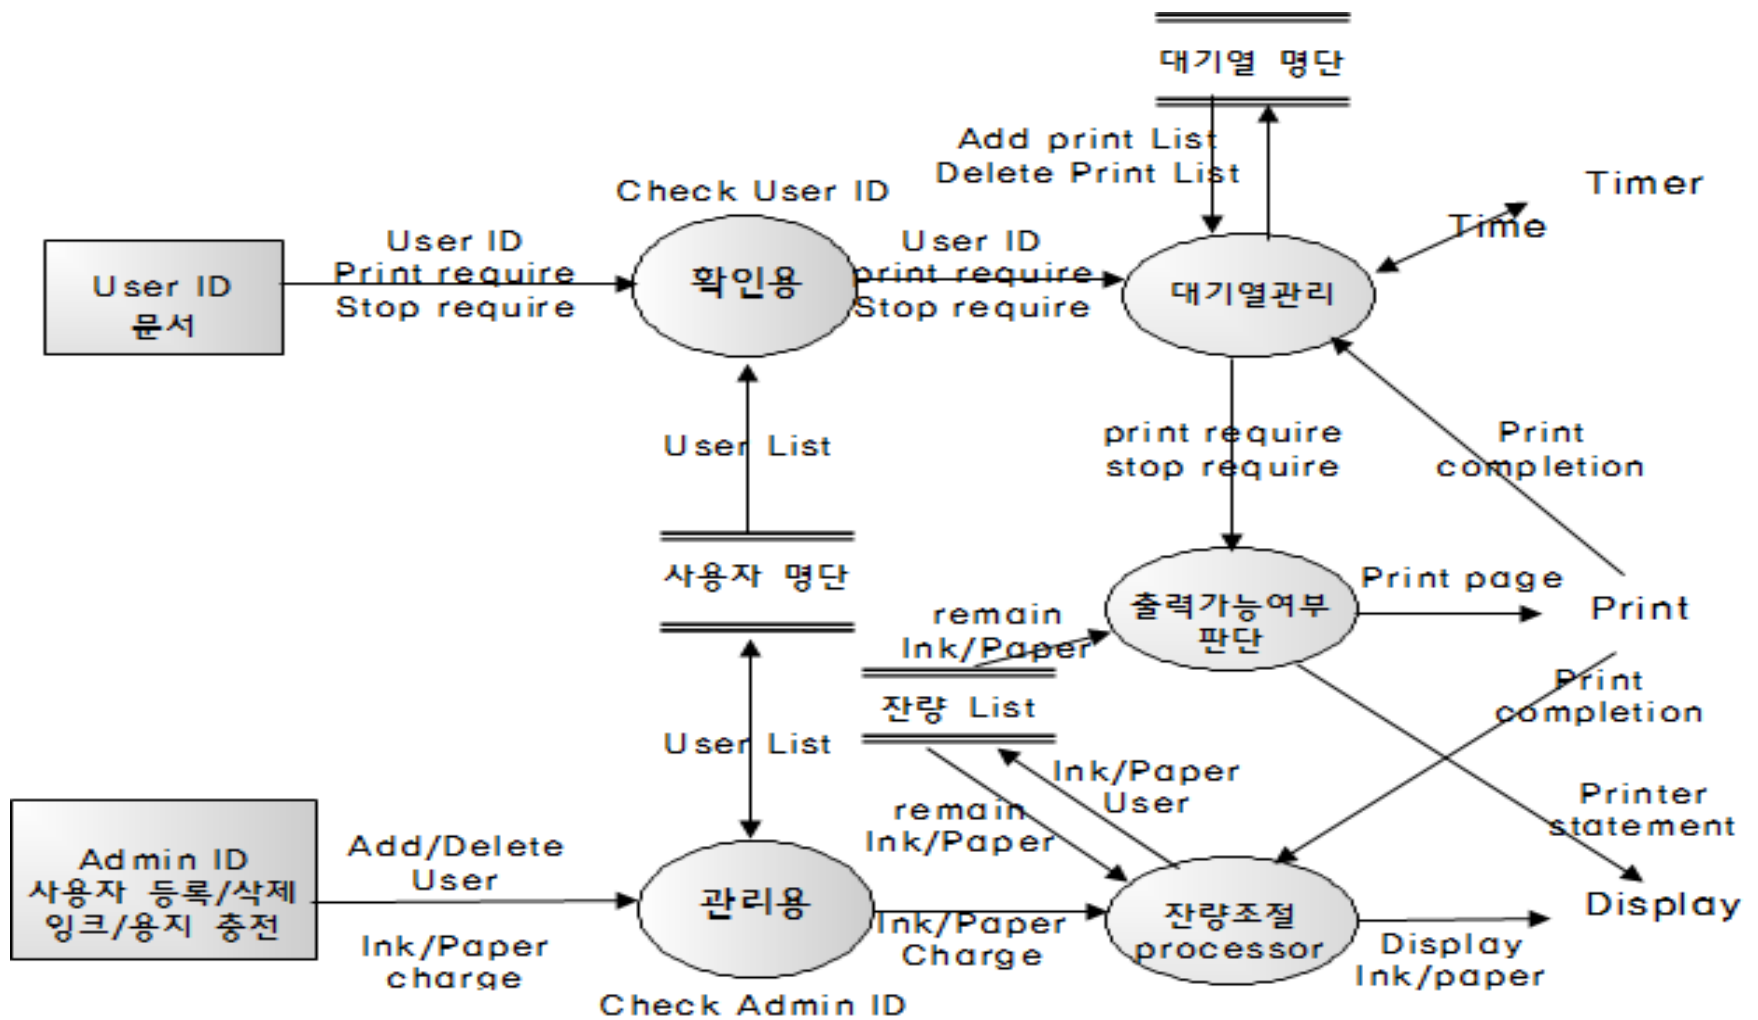 대기열 명단
Add print List
Delete Print List
Check User ID
Timer
Time
User ID
문서
User ID
Print require
Stop require
확인용
User ID
print require
Stop require
대기열관리
User List
print require
stop require
Print
completion
사용자 명단
remain
Ink/Paper
출력가능여부
판단
Print page
Print
잔량 List
Print
completion
User List
Ink/Paper
User
remain
Ink/Paper
Printer
statement
Admin ID
사용자 등록/삭제
잉크/용지 충전
Add/Delete
User
Ink/Paper
charge
관리용
Check Admin ID
Ink/Paper
Charge
잔량조절
processor
Display
Ink/paper
Display